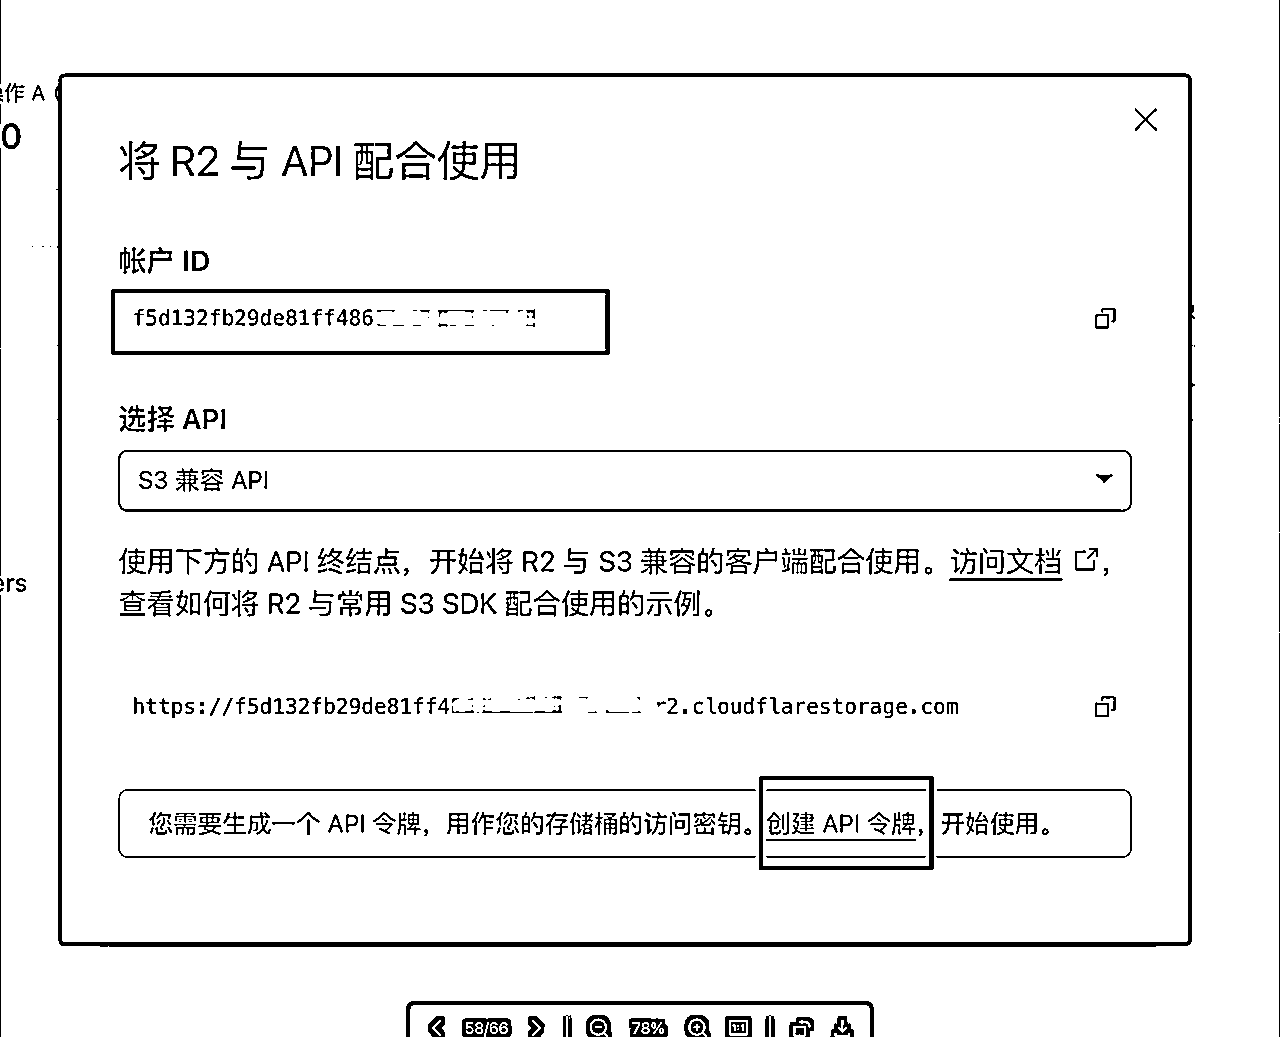 作 A
0
将 R2 与 API 配合使用
帐户 ID
f5d132fb29de81ff486
选择 API
S3 兼容 API
使用下方的 API 终结点，开始将 R2 与 S3 兼容的客户端配合使用。访问文档，
查看如何将 R2 与常用 S3 SDK 配合使用的示例。
ers
https://f5d132fb29de81ff4 r2.cloudflarestorage.com
您需要生成一个 API 令牌，用作您的存储桶的访问密钥。创建 API 令牌，开始使用。
58/66 78% 1:1